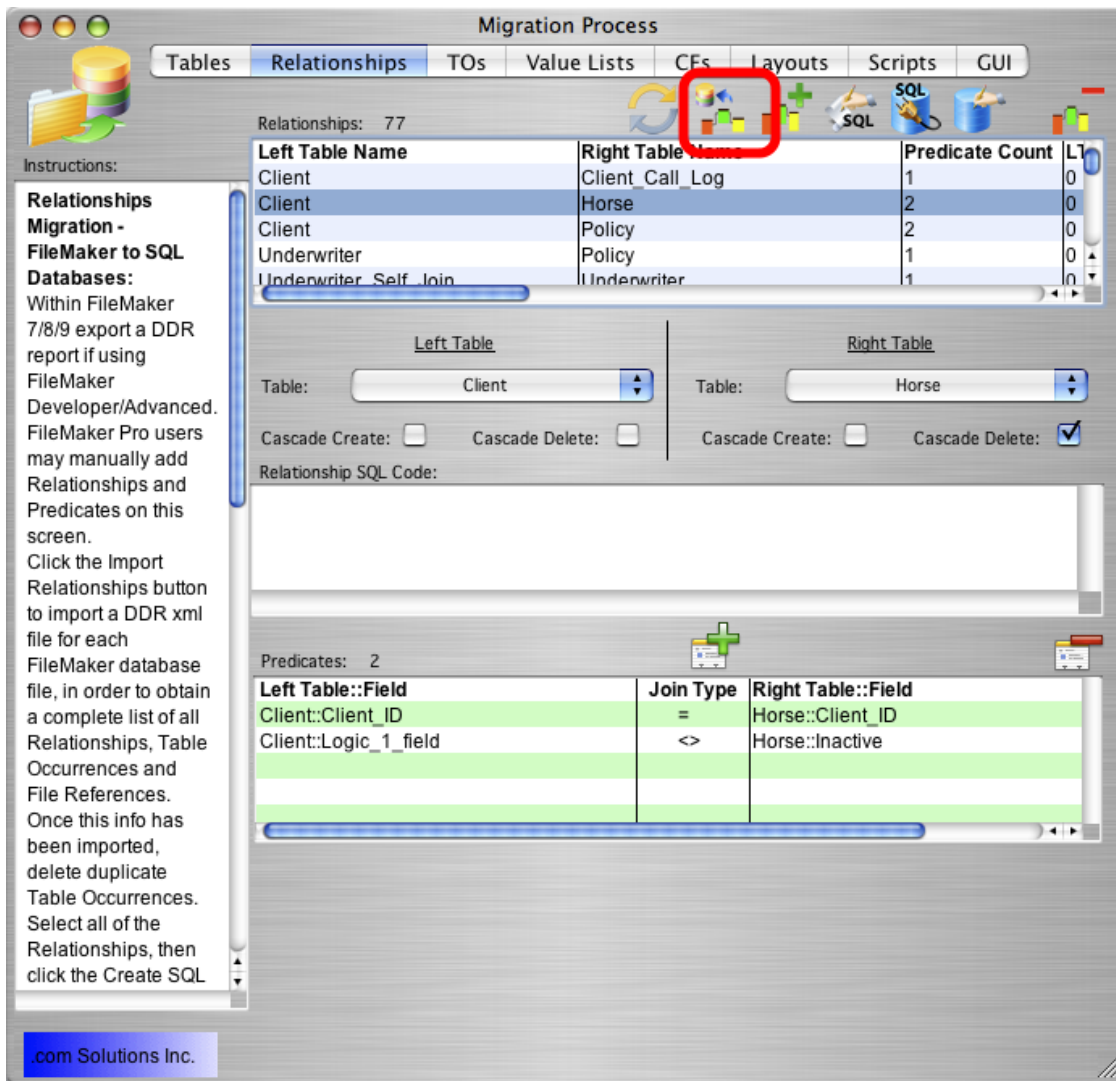 Migration Process
Tables Relationships TOs Value Lists CFs Layouts Scripts GUI
Relationships: 77
SQL SQL
Instructions:
Relationships
Migration -
FileMaker to SQL
Databases:
Within FileMaker
7/8/9 export a DDR
report if using
FileMaker
Developer/Advanced.
FileMaker Pro users
may manually add
Relationships and
Predicates on this
screen.
Click the Import
Relationships button
to import a DDR xml
file for each
FileMaker database
file, in order to obtain
a complete list of all
Relationships, Table
Occurrences and
File References.
Once this info has
been imported,
delete duplicate
Table Occurrences.
Select all of the
Relationships, then
click the Create SQL
.com Solutions Inc.
Left Table Name Right Table Name Predicate Count
Client Client_Call_Log 1 0
Client Horse 2 0
Client Policy 2 0
Underwriter Policy 1 0
Underwriter_Self_Join Underwriter 1 0
Left Table Right Table
Table: Client Table: Horse
Cascade Create: Cascade Delete: Cascade Create: Cascade Delete:
Relationship SQL Code:
Predicates: 2
Left Table::Field Join Type Right Table::Field
Client::Client_ID = Horse::Client_ID
Client::Logic_1_field <> Horse::Inactive